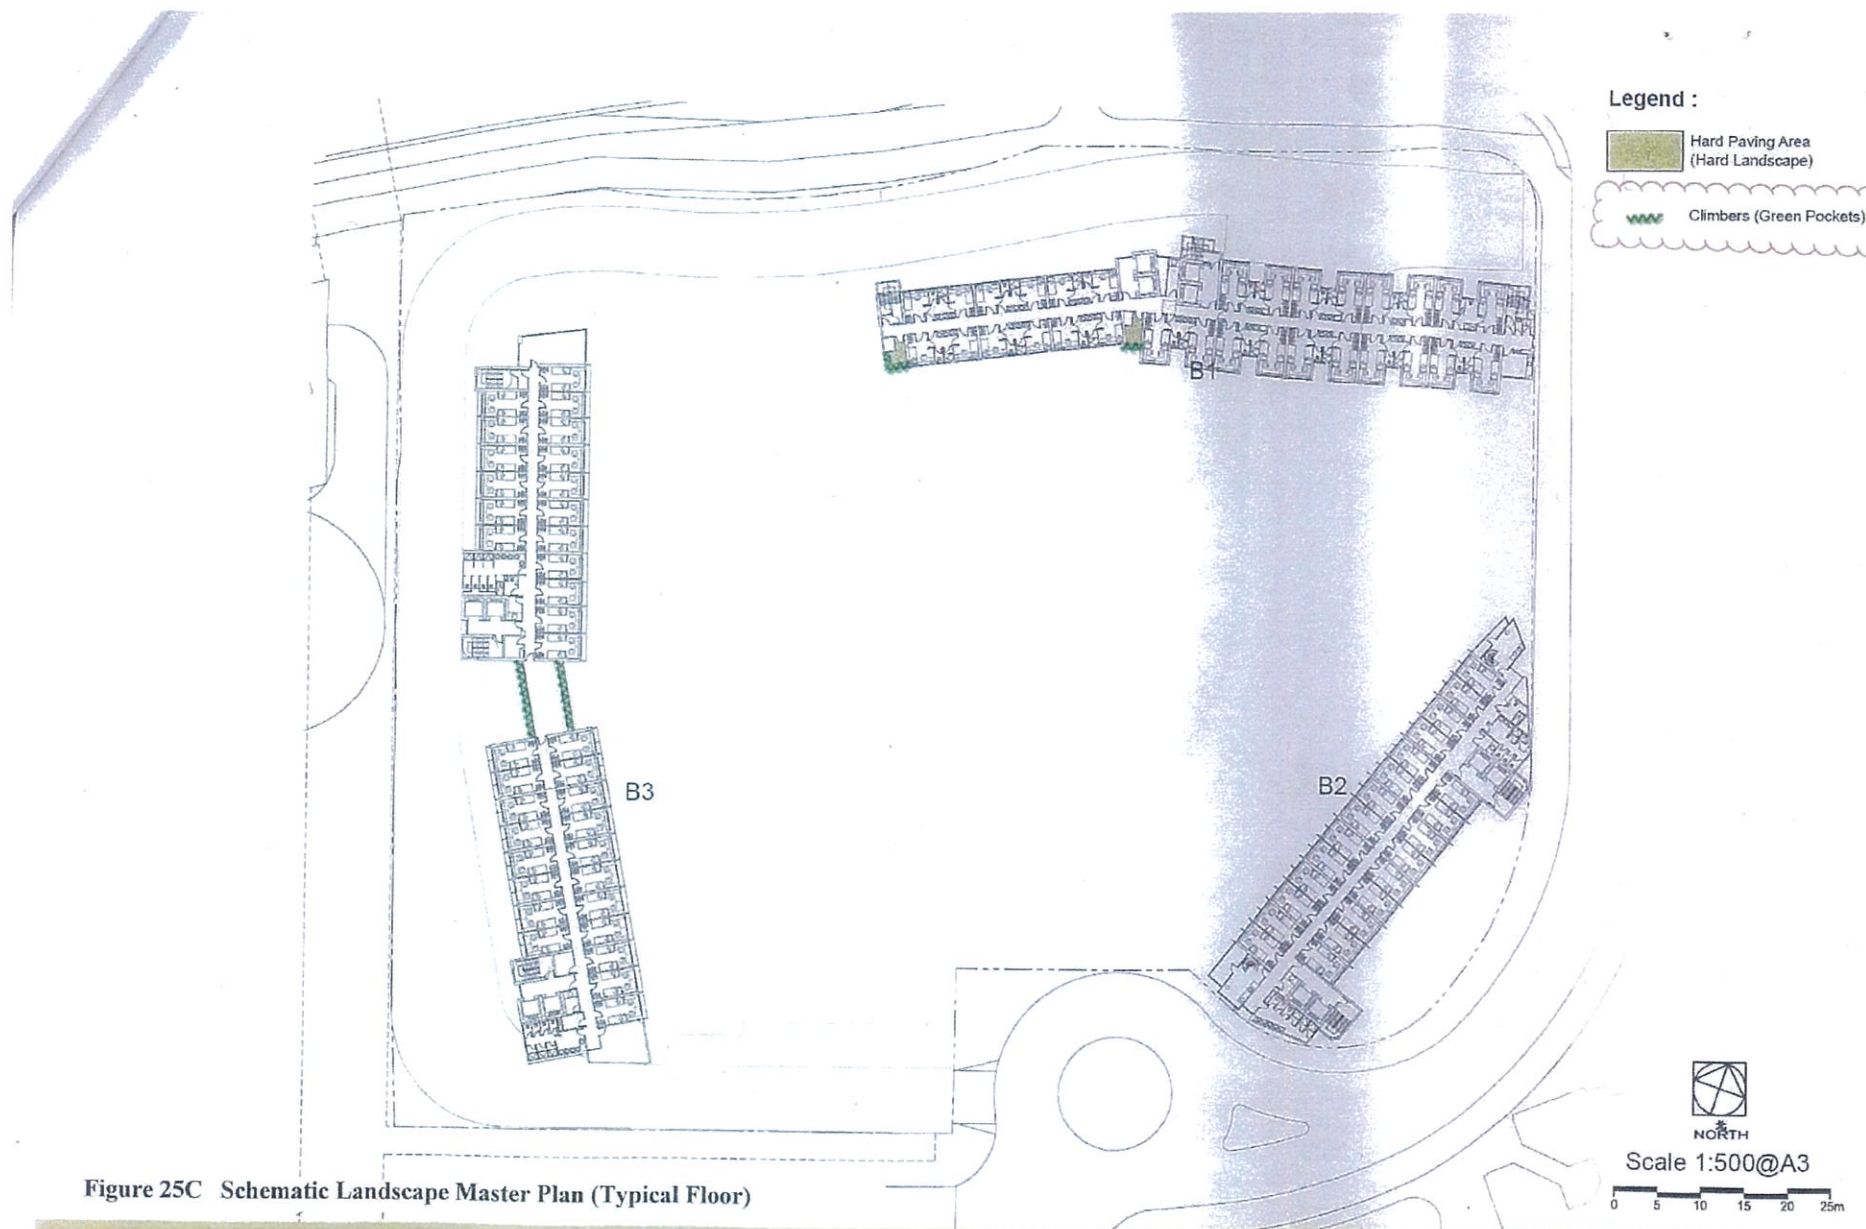 Legend :
Hard Paving Area
(Hard Landscape)
Climbers (Green Pockets)
B1
B2
B3
北
NORTH
Scale 1:500@A3
0 5 10 15 20 25m
Figure 25C Schematic Landscape Master Plan (Typical Floor)